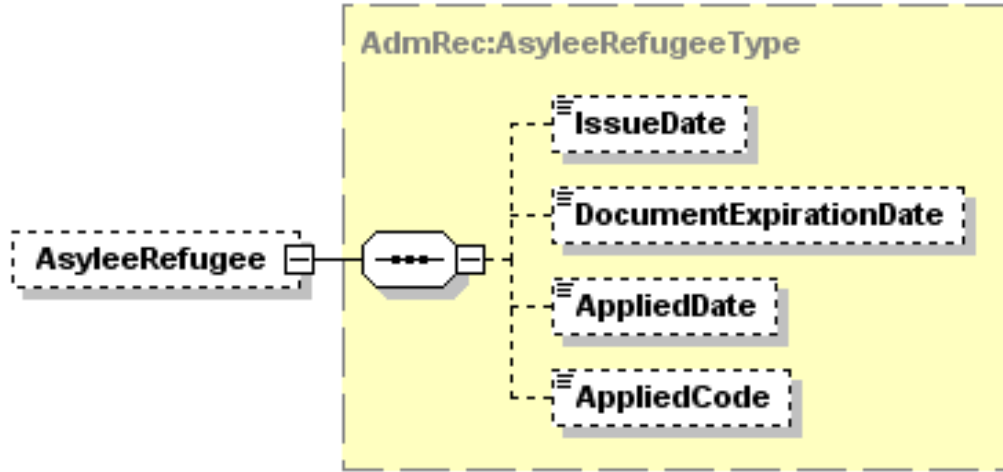 AdmRec:AsyleeRefugeeType
IssueDate
DocumentExpirationDate
AsyleeRefugee
AppliedDate
AppliedCode